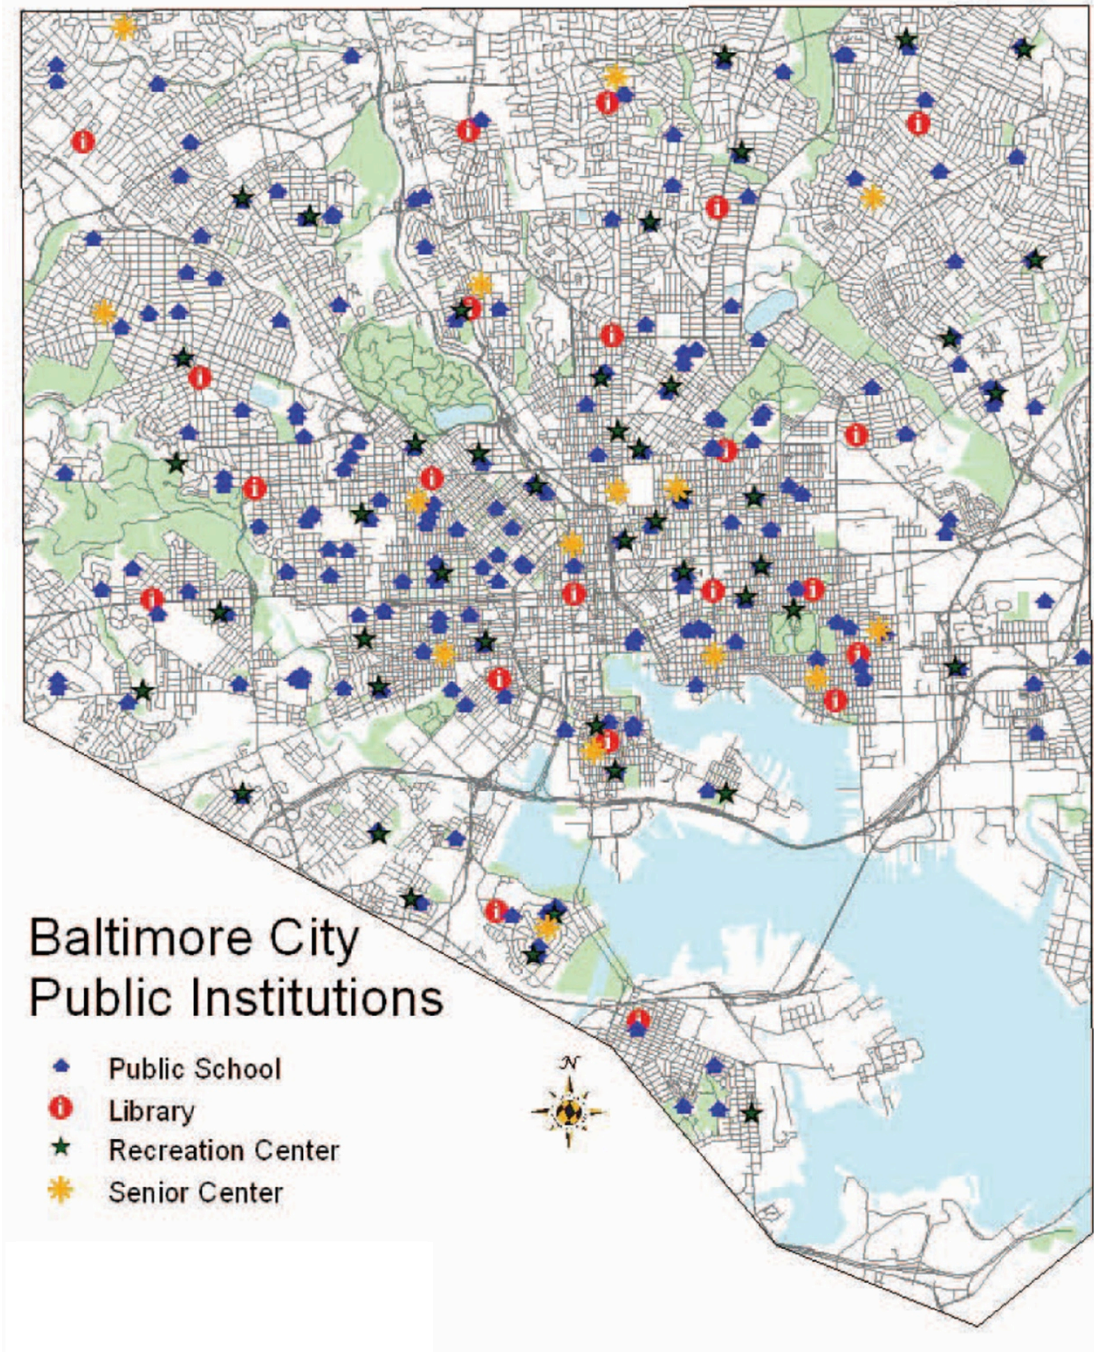 Baltimore City
Public Institutions
Public School
Library
Recreation Center
Senior Center
N